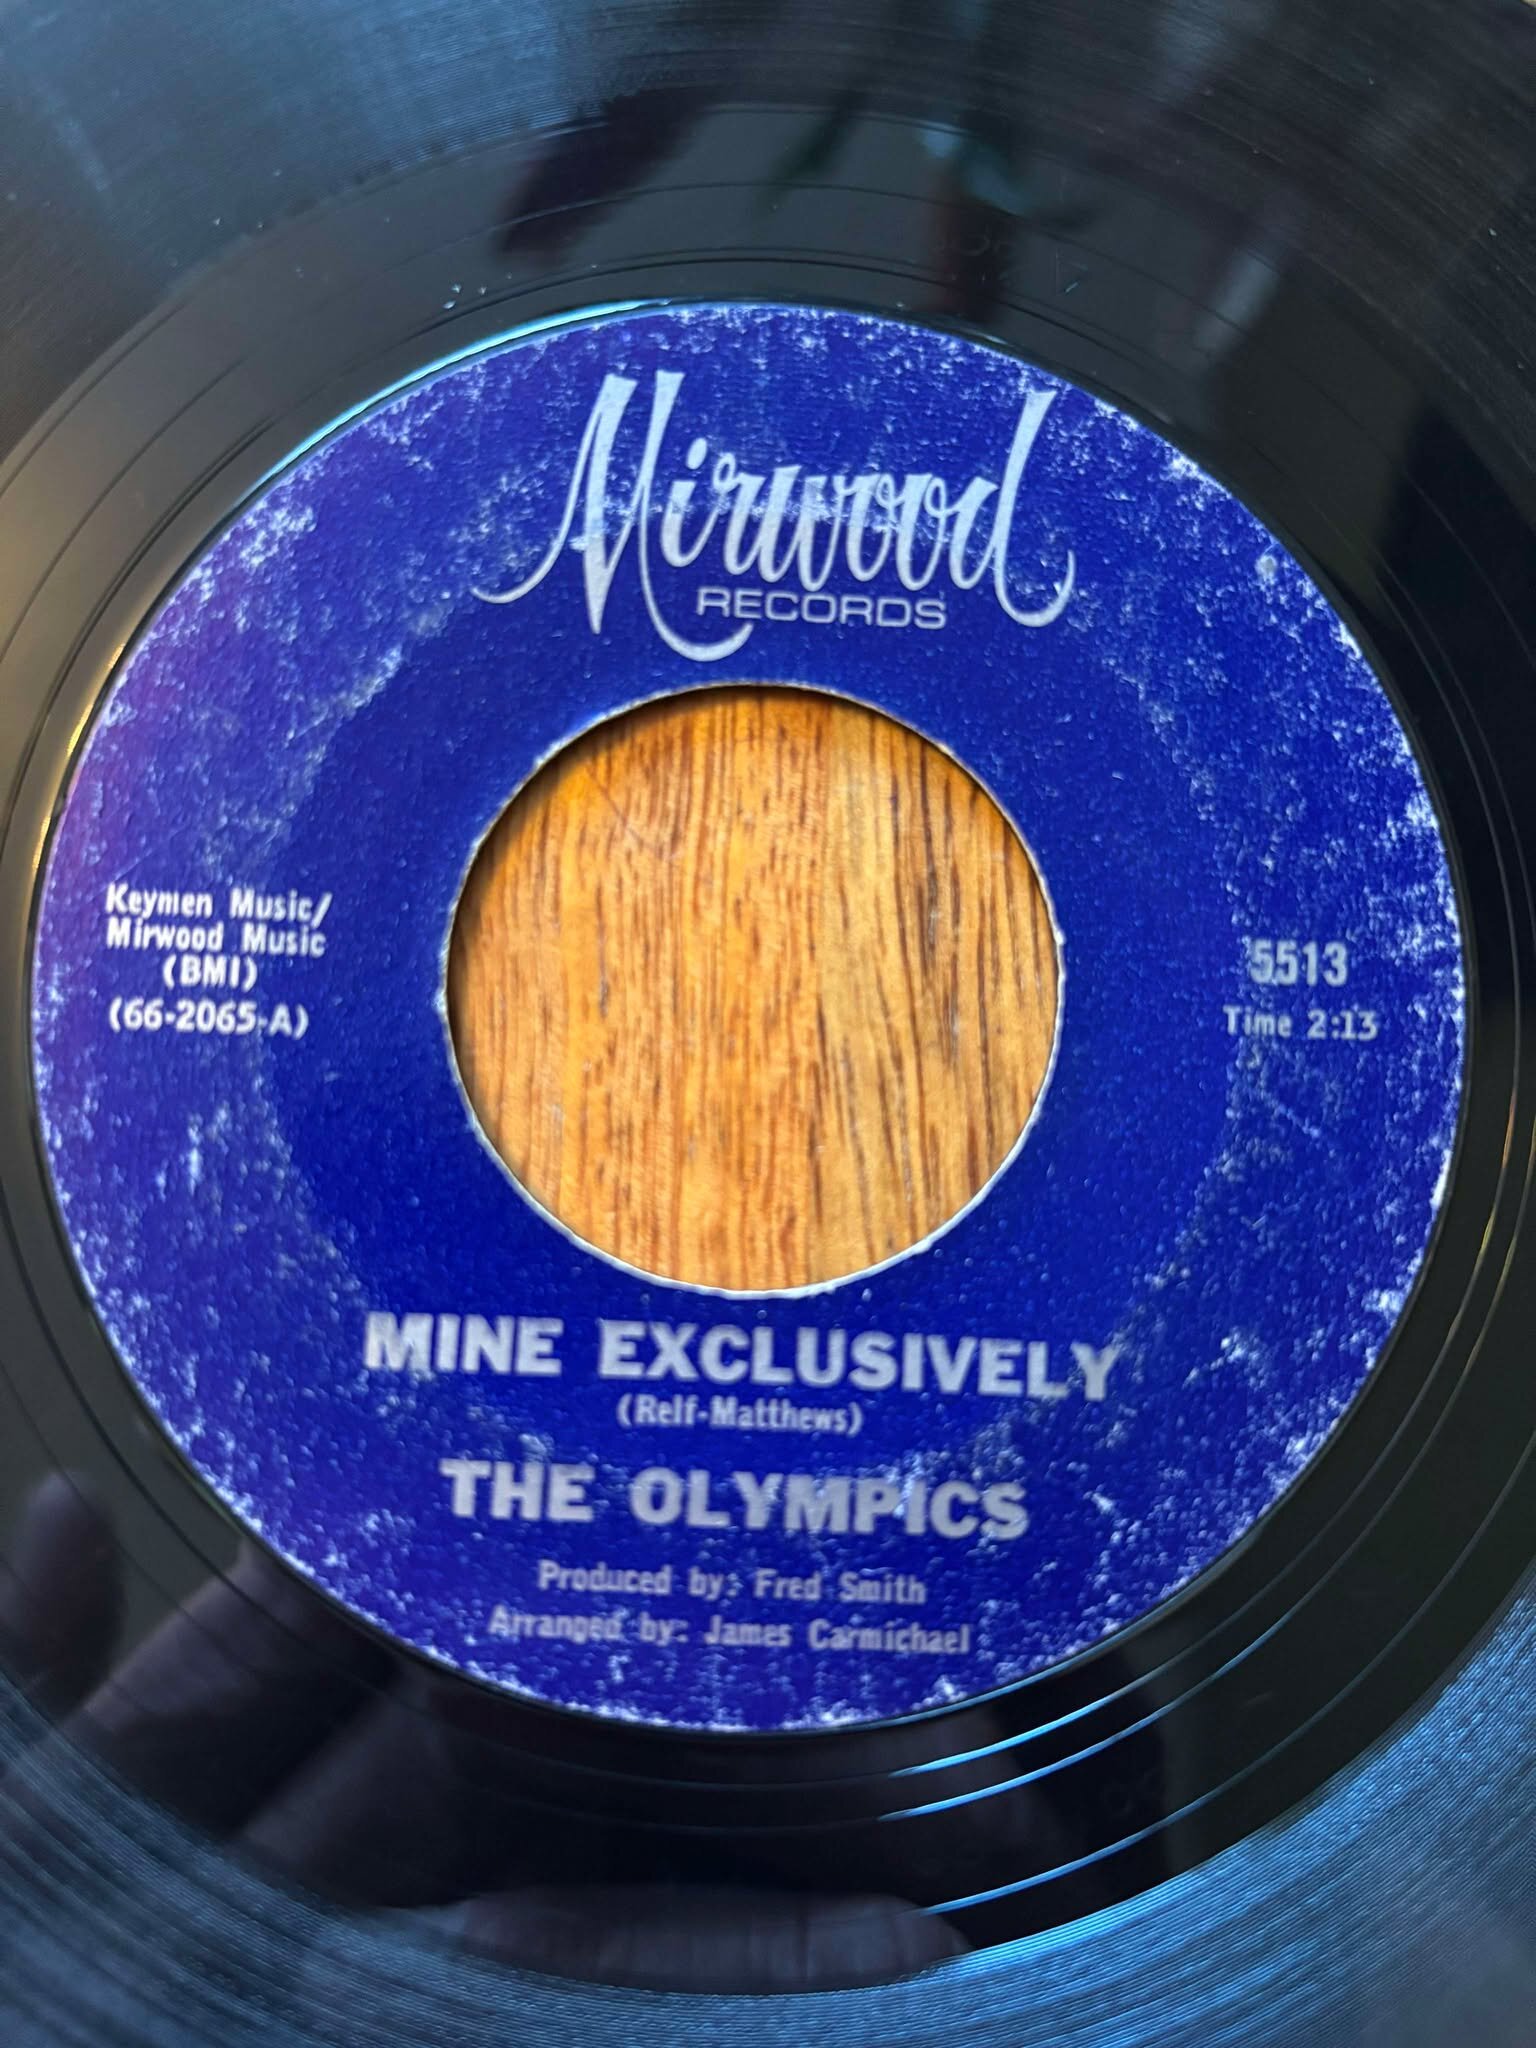 Mirwood
RECORDS
Keymen Music/
Mirwood Music
(BMI)
(66-2065-A)
5513
Time 2:13
MINE EXCLUSIVELY
(Relf-Matthews)
THE OLYMPICS
Produced by: Fred Smith
Arranged by: James Carmichael